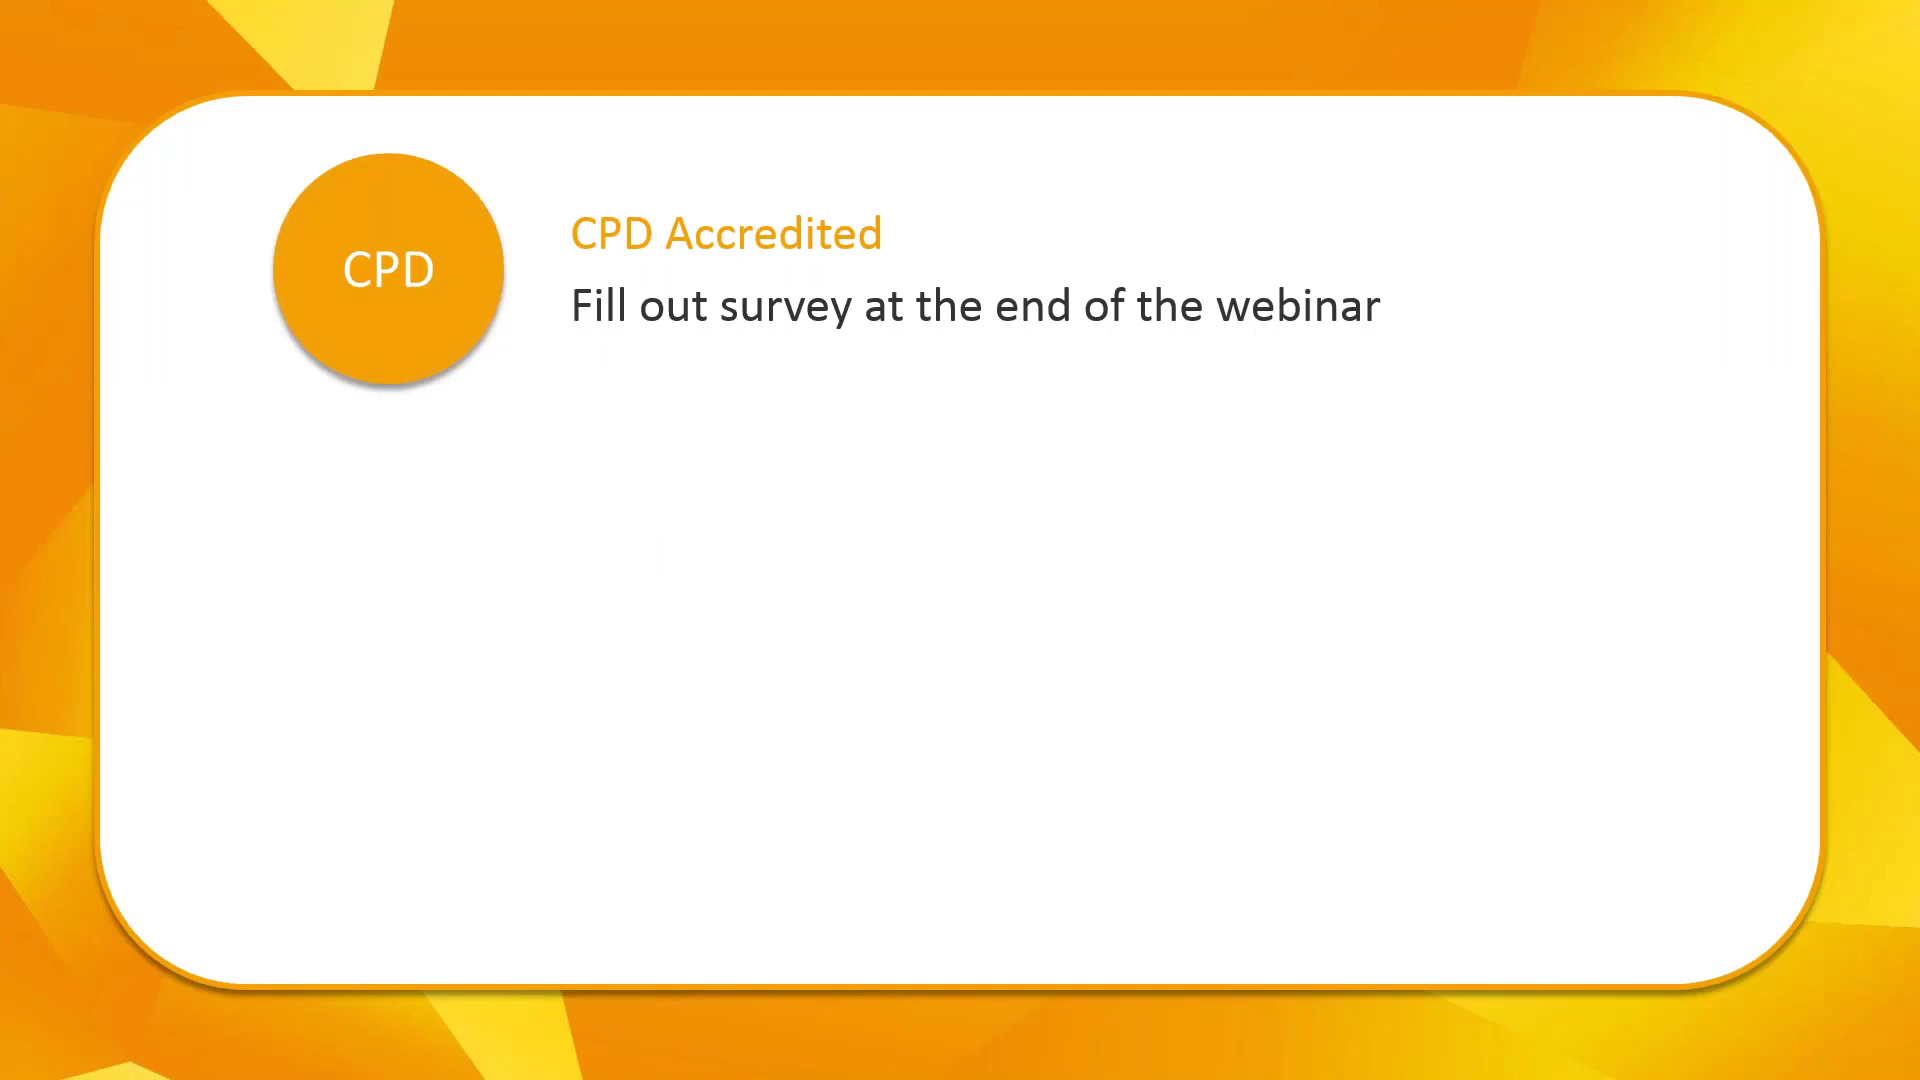 CPD
CPD Accredited
Fill out survey at the end of the webinar